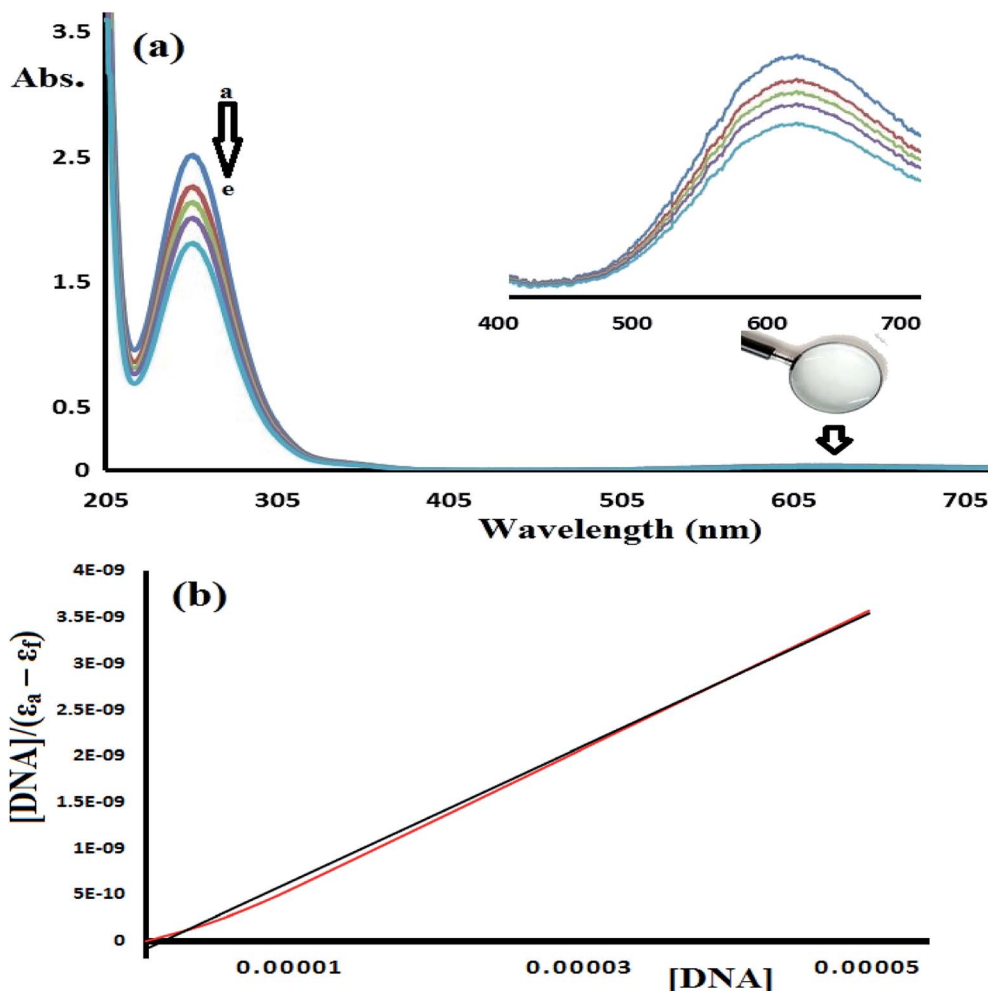 3.5
(a)
Abs.
a
e
2.5
1.5
0.5
0
400 500 600 700
205 305 405 505 605 705
Wavelength (nm)
4E-09
(b)
3.5E-09
3E-09
2.5E-09
2E-09
1.5E-09
1E-09
5E-10
0
[DNA]/(εa – εf)
0.00001 0.00003 0.00005
[DNA]